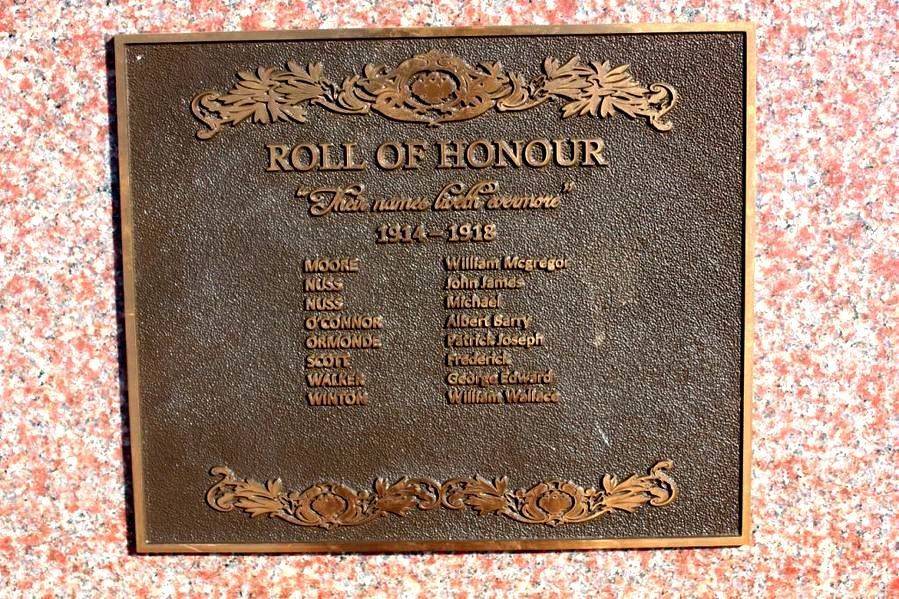 ROLL OF HONOUR
"Their names liveth evermore"
1914 – 1918
MOORE William Mcgregor
NUSS John James
NUSS Michael
O'CONNOR Albert Barry
ORMONDE Patrick Joseph
SCOTT Frederick
WALKER George Edward
WINTON William Wallace